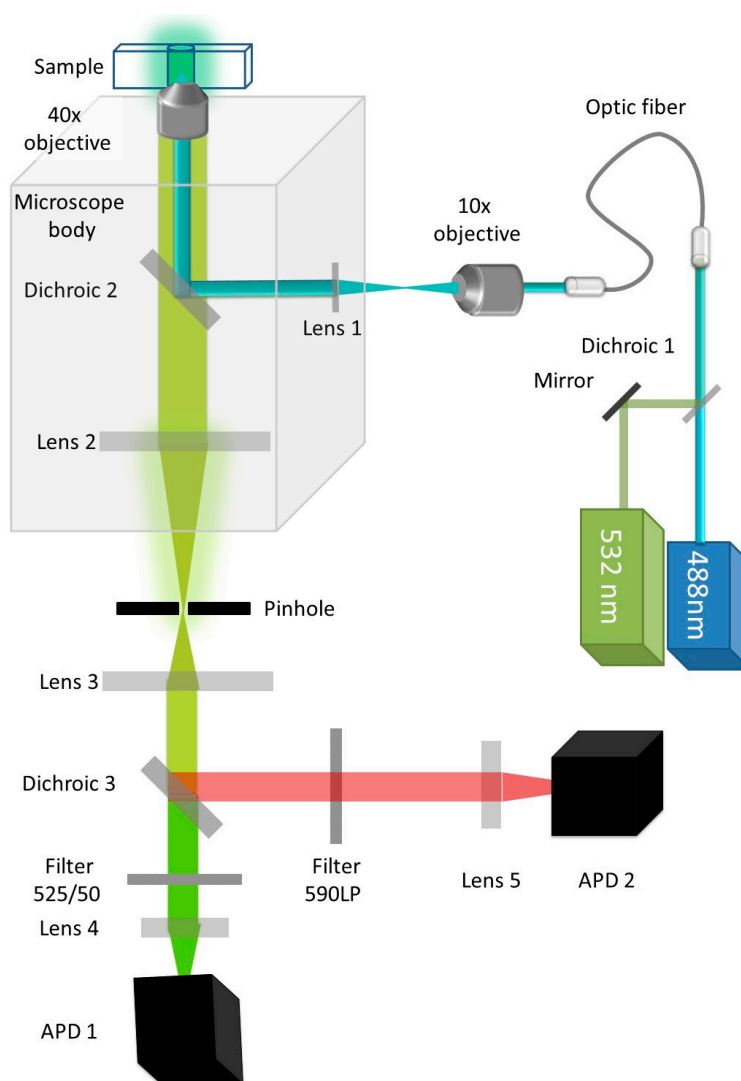 Sample
40x
objective
Optic fiber
Microscope
body
10x
objective
Dichroic 2
Lens 1
Dichroic 1
Mirror
Lens 2
532 nm
488nm
Pinhole
Lens 3
Dichroic 3
Filter
525/50
Filter
590LP
Lens 5
APD 2
Lens 4
APD 1